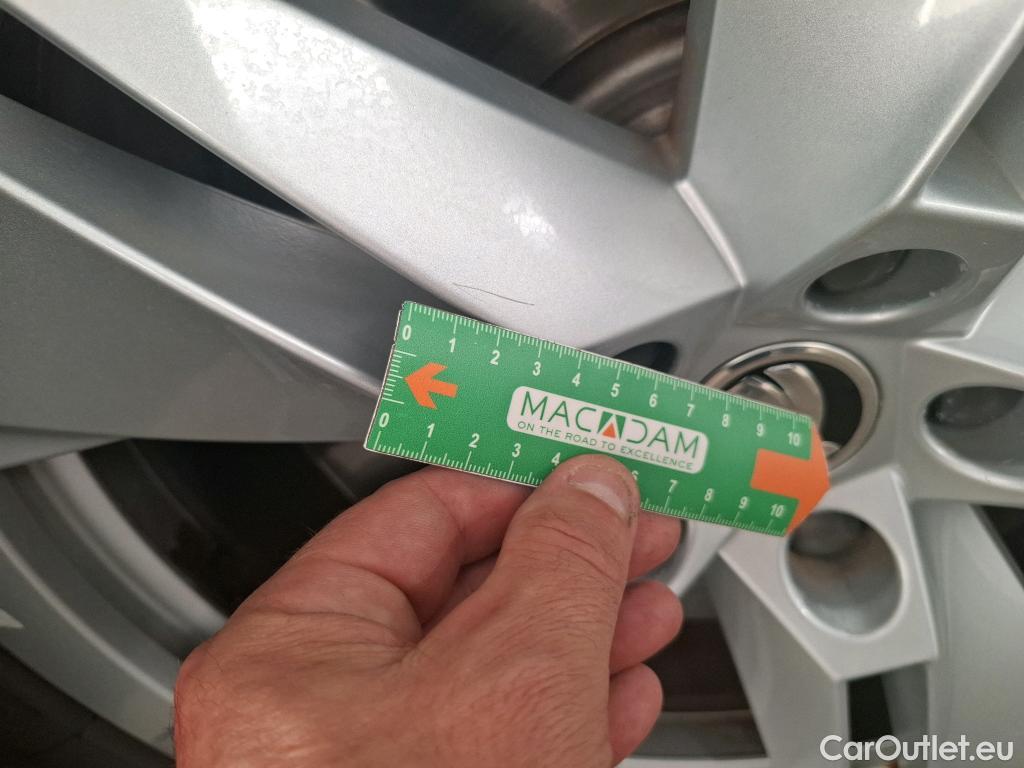 0 1 2 3 4 5 6 7 8 9 10
MACADAM
ON THE ROAD TO EXCELLENCE
0 1 2 3 4 6 7 8 9 10
CarOutlet.eu